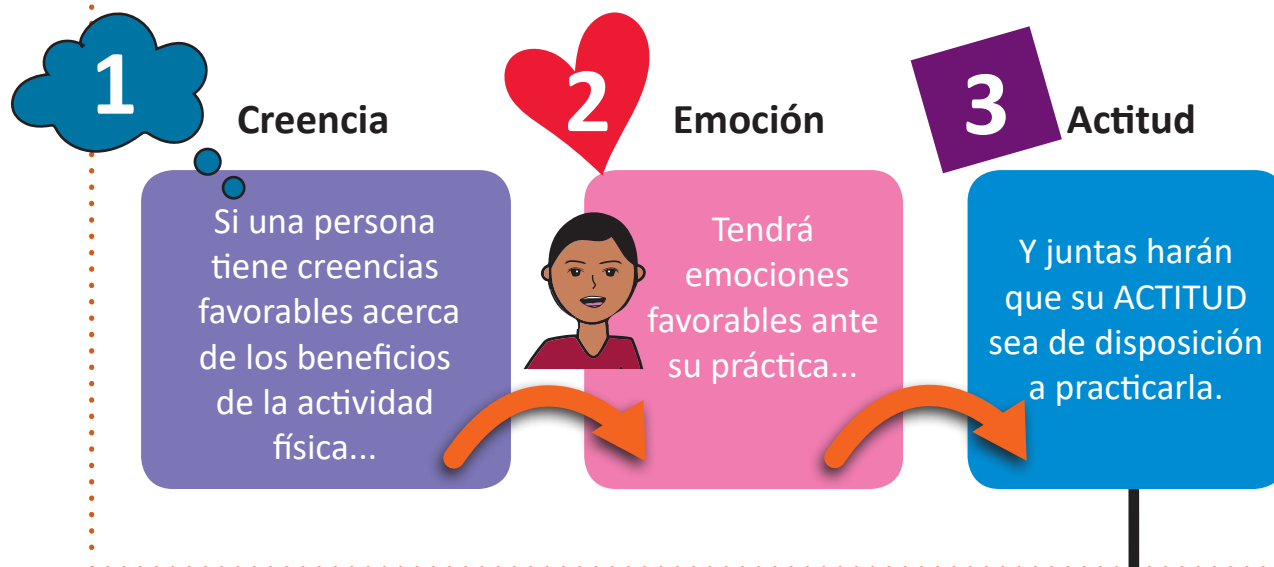 1
Creencia
Si una persona
tiene creencias
favorables acerca
de los beneficios
de la actividad
física...
2
Emoción
Tendrá
emociones
favorables ante
su práctica...
3
Actitud
Y juntas harán
que su ACTITUD
sea de disposición
a practicarla.